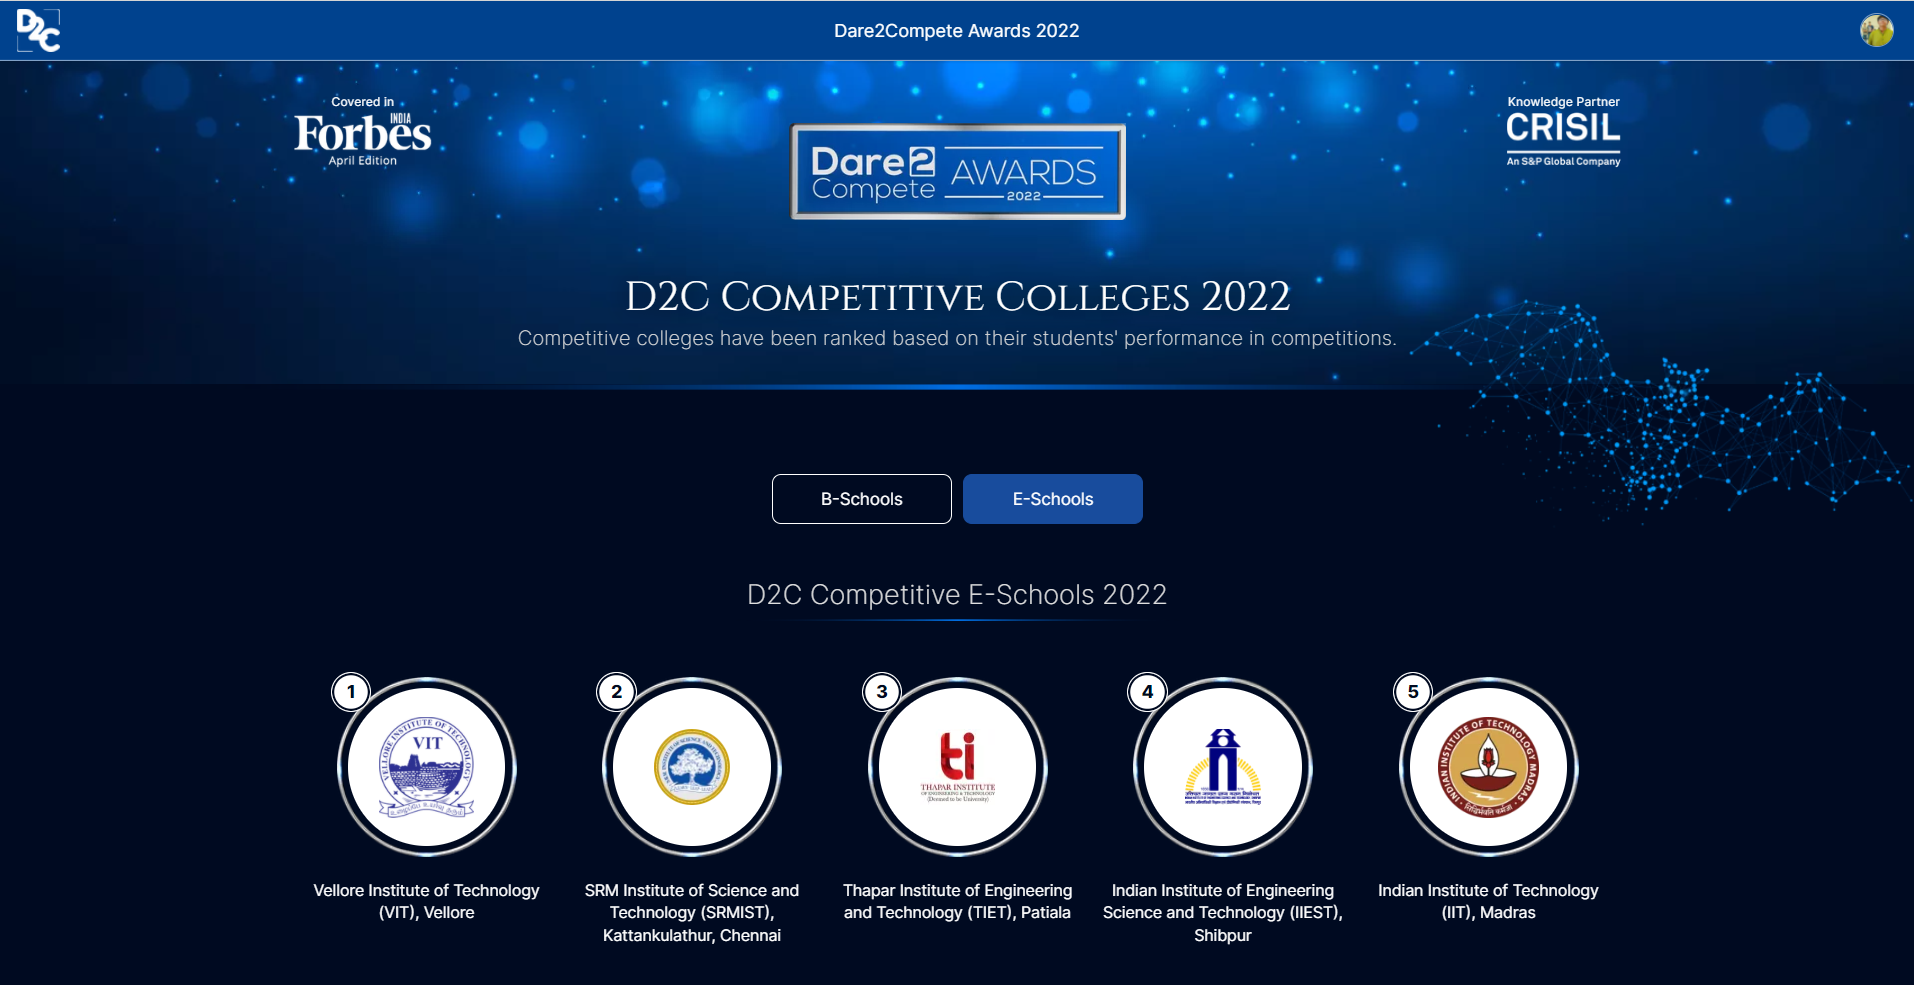 D2C
Dare2Compete Awards 2022
Covered in
Forbes
INDIA
April Edition
Knowledge Partner
CRISIL
An S&P Global Company
Dare2
Compete
AWARDS
2022
D2C COMPETITIVE COLLEGES 2022
Competitive colleges have been ranked based on their students' performance in competitions.
B-Schools
E-Schools
D2C Competitive E-Schools 2022
1
2
3
4
5
VELLORE INSTITUTE OF TECHNOLOGY
VIT
ti
THAPAR INSTITUTE
OF ENGINEERING & TECHNOLOGY
(Deemed to be University)
INDIAN INSTITUTE OF TECHNOLOGY MADRAS
Vellore Institute of Technology
(VIT), Vellore
SRM Institute of Science and
Technology (SRMIST),
Kattankulathur, Chennai
Thapar Institute of Engineering
and Technology (TIET), Patiala
Indian Institute of Engineering
Science and Technology (IIEST),
Shibpur
Indian Institute of Technology
(IIT), Madras